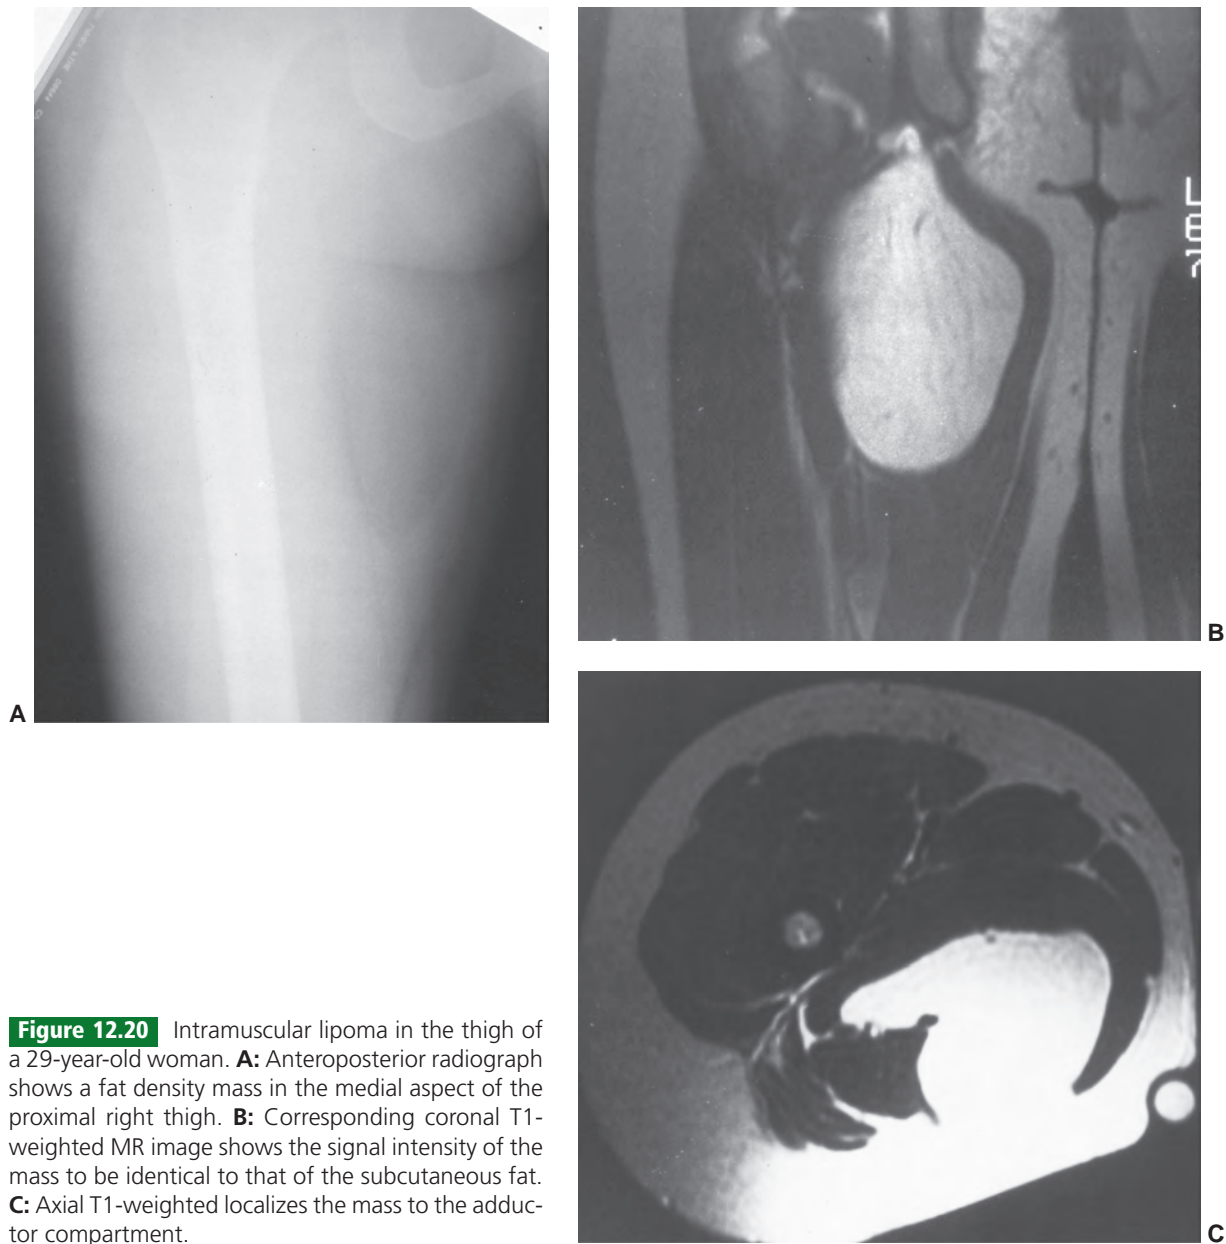 A
B
Figure 12.20 Intramuscular lipoma in the thigh of
a 29-year-old woman. A: Anteroposterior radiograph
shows a fat density mass in the medial aspect of the
proximal right thigh. B: Corresponding coronal T1-
weighted MR image shows the signal intensity of the
mass to be identical to that of the subcutaneous fat.
C: Axial T1-weighted localizes the mass to the adduc-
tor compartment.
C